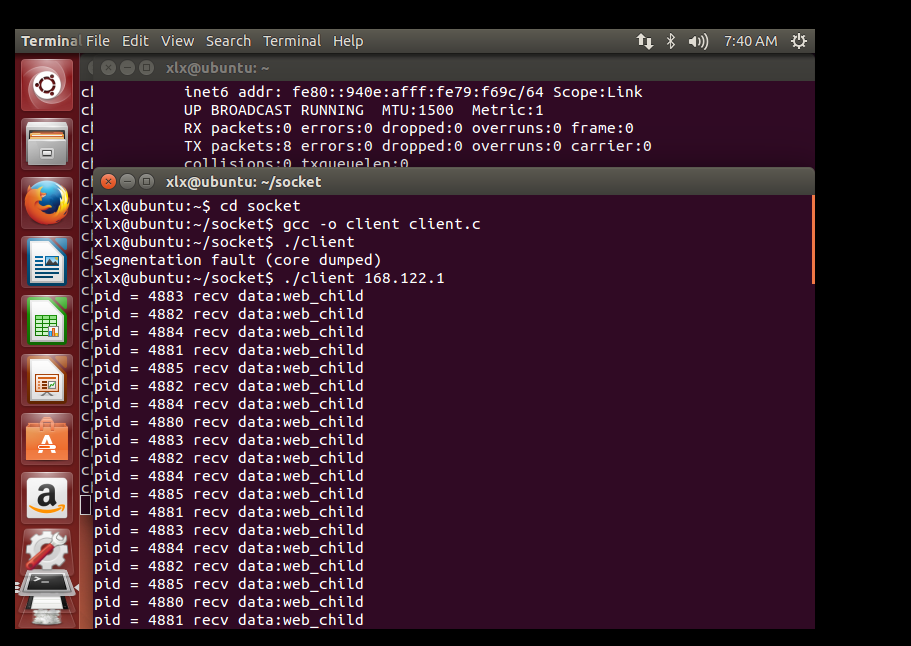 Terminal File Edit View Search Terminal Help 7:40 AM
xlx@ubuntu: ~
inet6 addr: fe80::940e:afff:fe79:f69c/64 Scope:Link
UP BROADCAST RUNNING  MTU:1500  Metric:1
RX packets:0 errors:0 dropped:0 overruns:0 frame:0
TX packets:8 errors:0 dropped:0 overruns:0 carrier:0
collisions:0 txqueuelen:0
xlx@ubuntu: ~/socket
xlx@ubuntu:~$ cd socket
xlx@ubuntu:~/socket$ gcc -o client client.c
xlx@ubuntu:~/socket$ ./client
Segmentation fault (core dumped)
xlx@ubuntu:~/socket$ ./client 168.122.1
pid = 4883 recv data:web_child
pid = 4882 recv data:web_child
pid = 4884 recv data:web_child
pid = 4881 recv data:web_child
pid = 4885 recv data:web_child
pid = 4882 recv data:web_child
pid = 4884 recv data:web_child
pid = 4880 recv data:web_child
pid = 4883 recv data:web_child
pid = 4882 recv data:web_child
pid = 4884 recv data:web_child
pid = 4885 recv data:web_child
pid = 4881 recv data:web_child
pid = 4883 recv data:web_child
pid = 4884 recv data:web_child
pid = 4882 recv data:web_child
pid = 4885 recv data:web_child
pid = 4880 recv data:web_child
pid = 4881 recv data:web_child